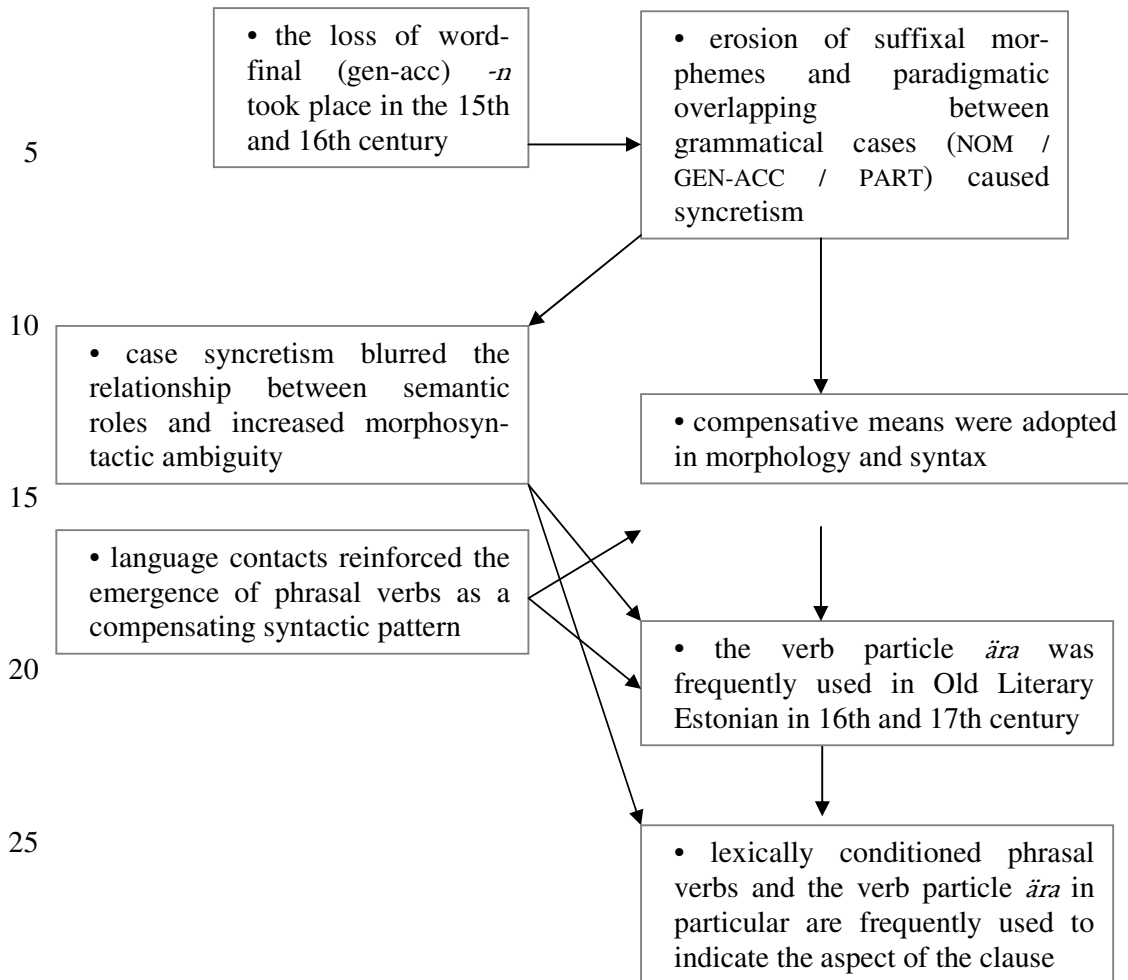 • the loss of word-
final (gen-acc) -n
took place in the 15th
and 16th century
• erosion of suffixal mor-
phemes and paradigmatic
overlapping between
grammatical cases (NOM /
GEN-ACC / PART) caused
syncretism
5
10
• case syncretism blurred the
relationship between semantic
roles and increased morphosyn-
tactic ambiguity
• compensative means were adopted
in morphology and syntax
15
• language contacts reinforced the
emergence of phrasal verbs as a
compensating syntactic pattern
20
• the verb particle ära was
frequently used in Old Literary
Estonian in 16th and 17th century
25
• lexically conditioned phrasal
verbs and the verb particle ära in
particular are frequently used to
indicate the aspect of the clause